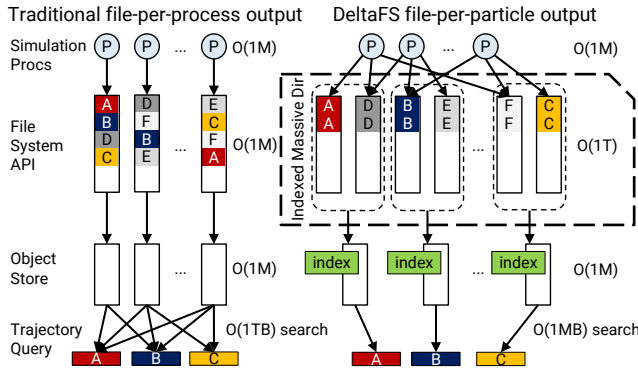 Traditional file-per-process output
DeltaFS file-per-particle output
Simulation
Procs
P
P
...
P
O(1M)
P
P
...
P
O(1M)
File
System
API
A
B
D
C
D
F
B
E
...
E
C
F
A
O(1M)
Indexed Massive Dir
A
A
D
D
B
B
E
E
...
F
F
C
C
O(1T)
Object
Store
...
O(1M)
index
index
...
index
O(1M)
Trajectory
Query
O(1TB) search
O(1MB) search
A
B
C
A
B
C